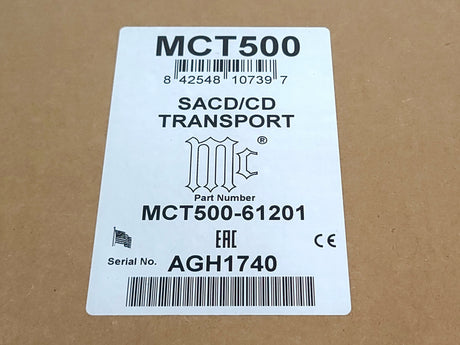 MCT500
8 42548 10739 7
SACD/CD
TRANSPORT
Mc ®
Part Number
MCT500-61201
EAC CE
Serial No. AGH1740